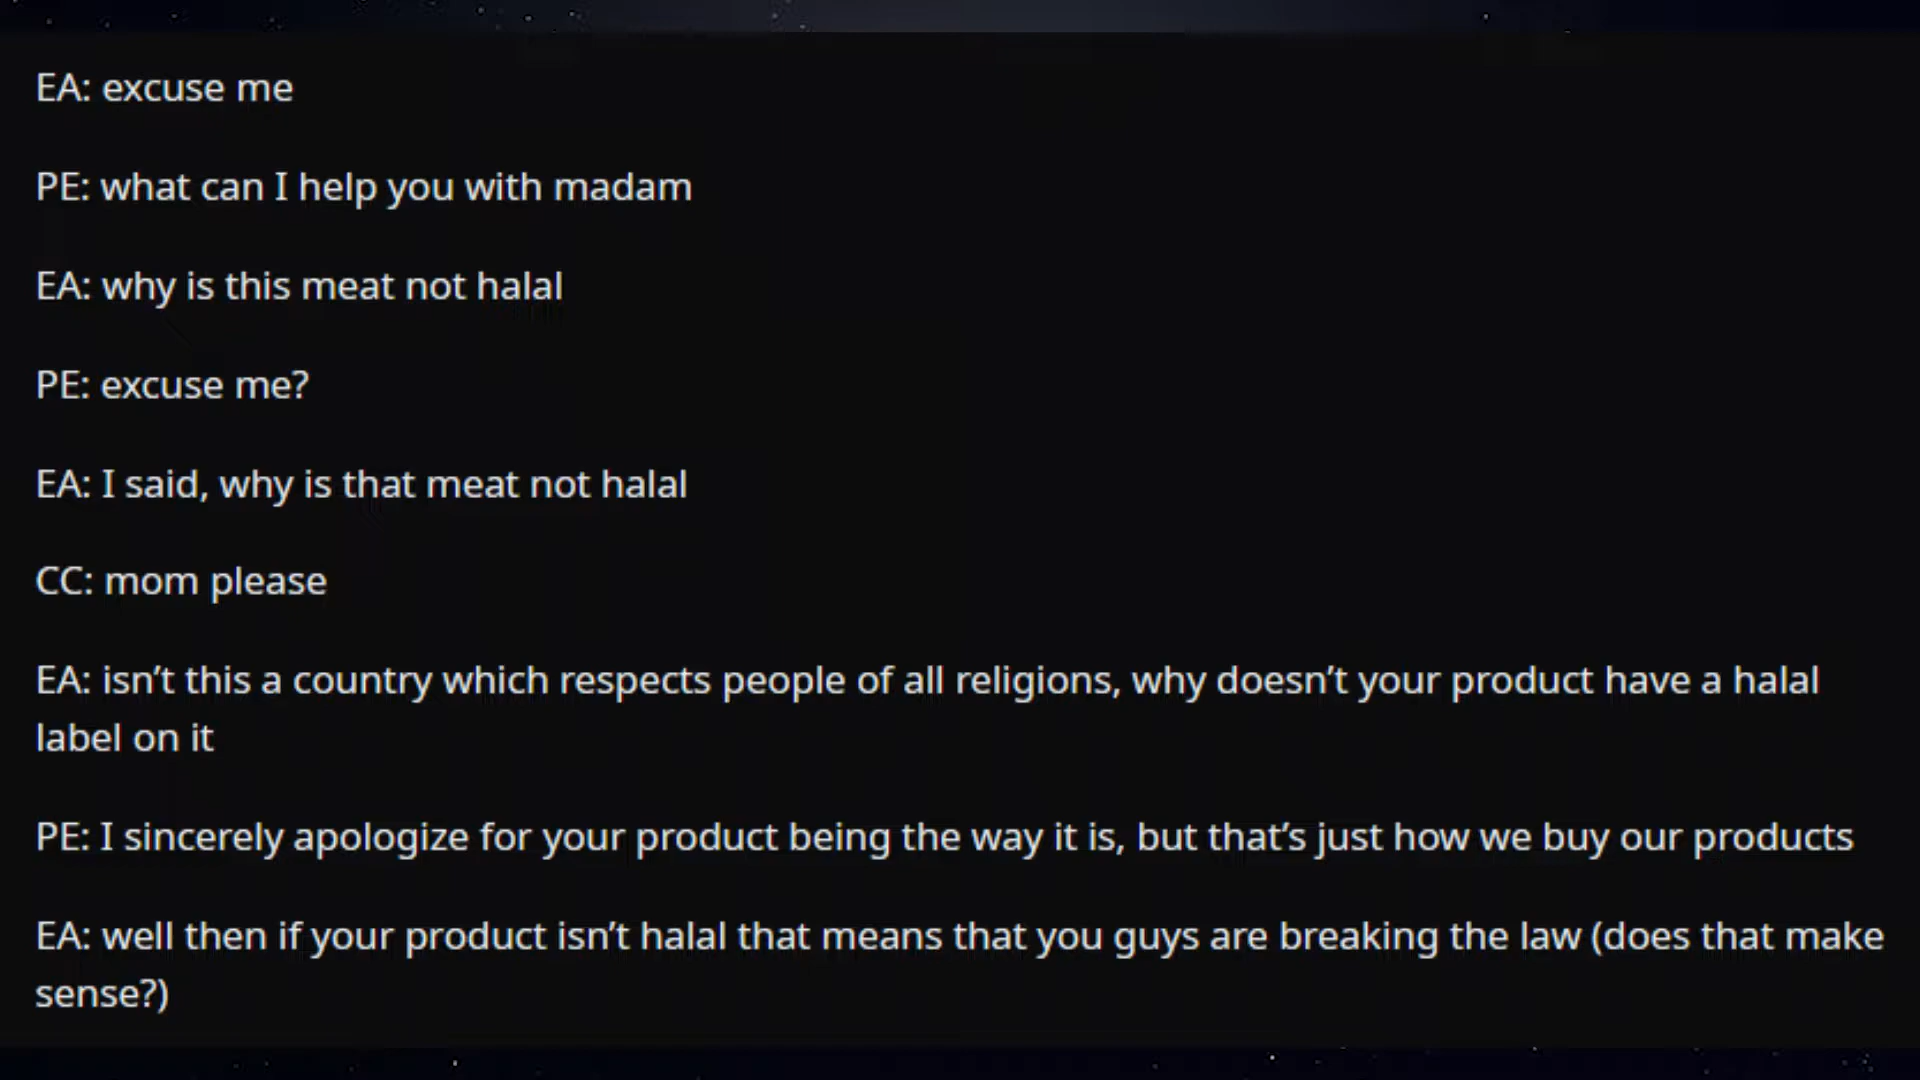 EA: excuse me
PE: what can I help you with madam
EA: why is this meat not halal
PE: excuse me?
EA: I said, why is that meat not halal
CC: mom please
EA: isn’t this a country which respects people of all religions, why doesn’t your product have a halal
label on it
PE: I sincerely apologize for your product being the way it is, but that’s just how we buy our products
EA: well then if your product isn’t halal that means that you guys are breaking the law (does that make
sense?)